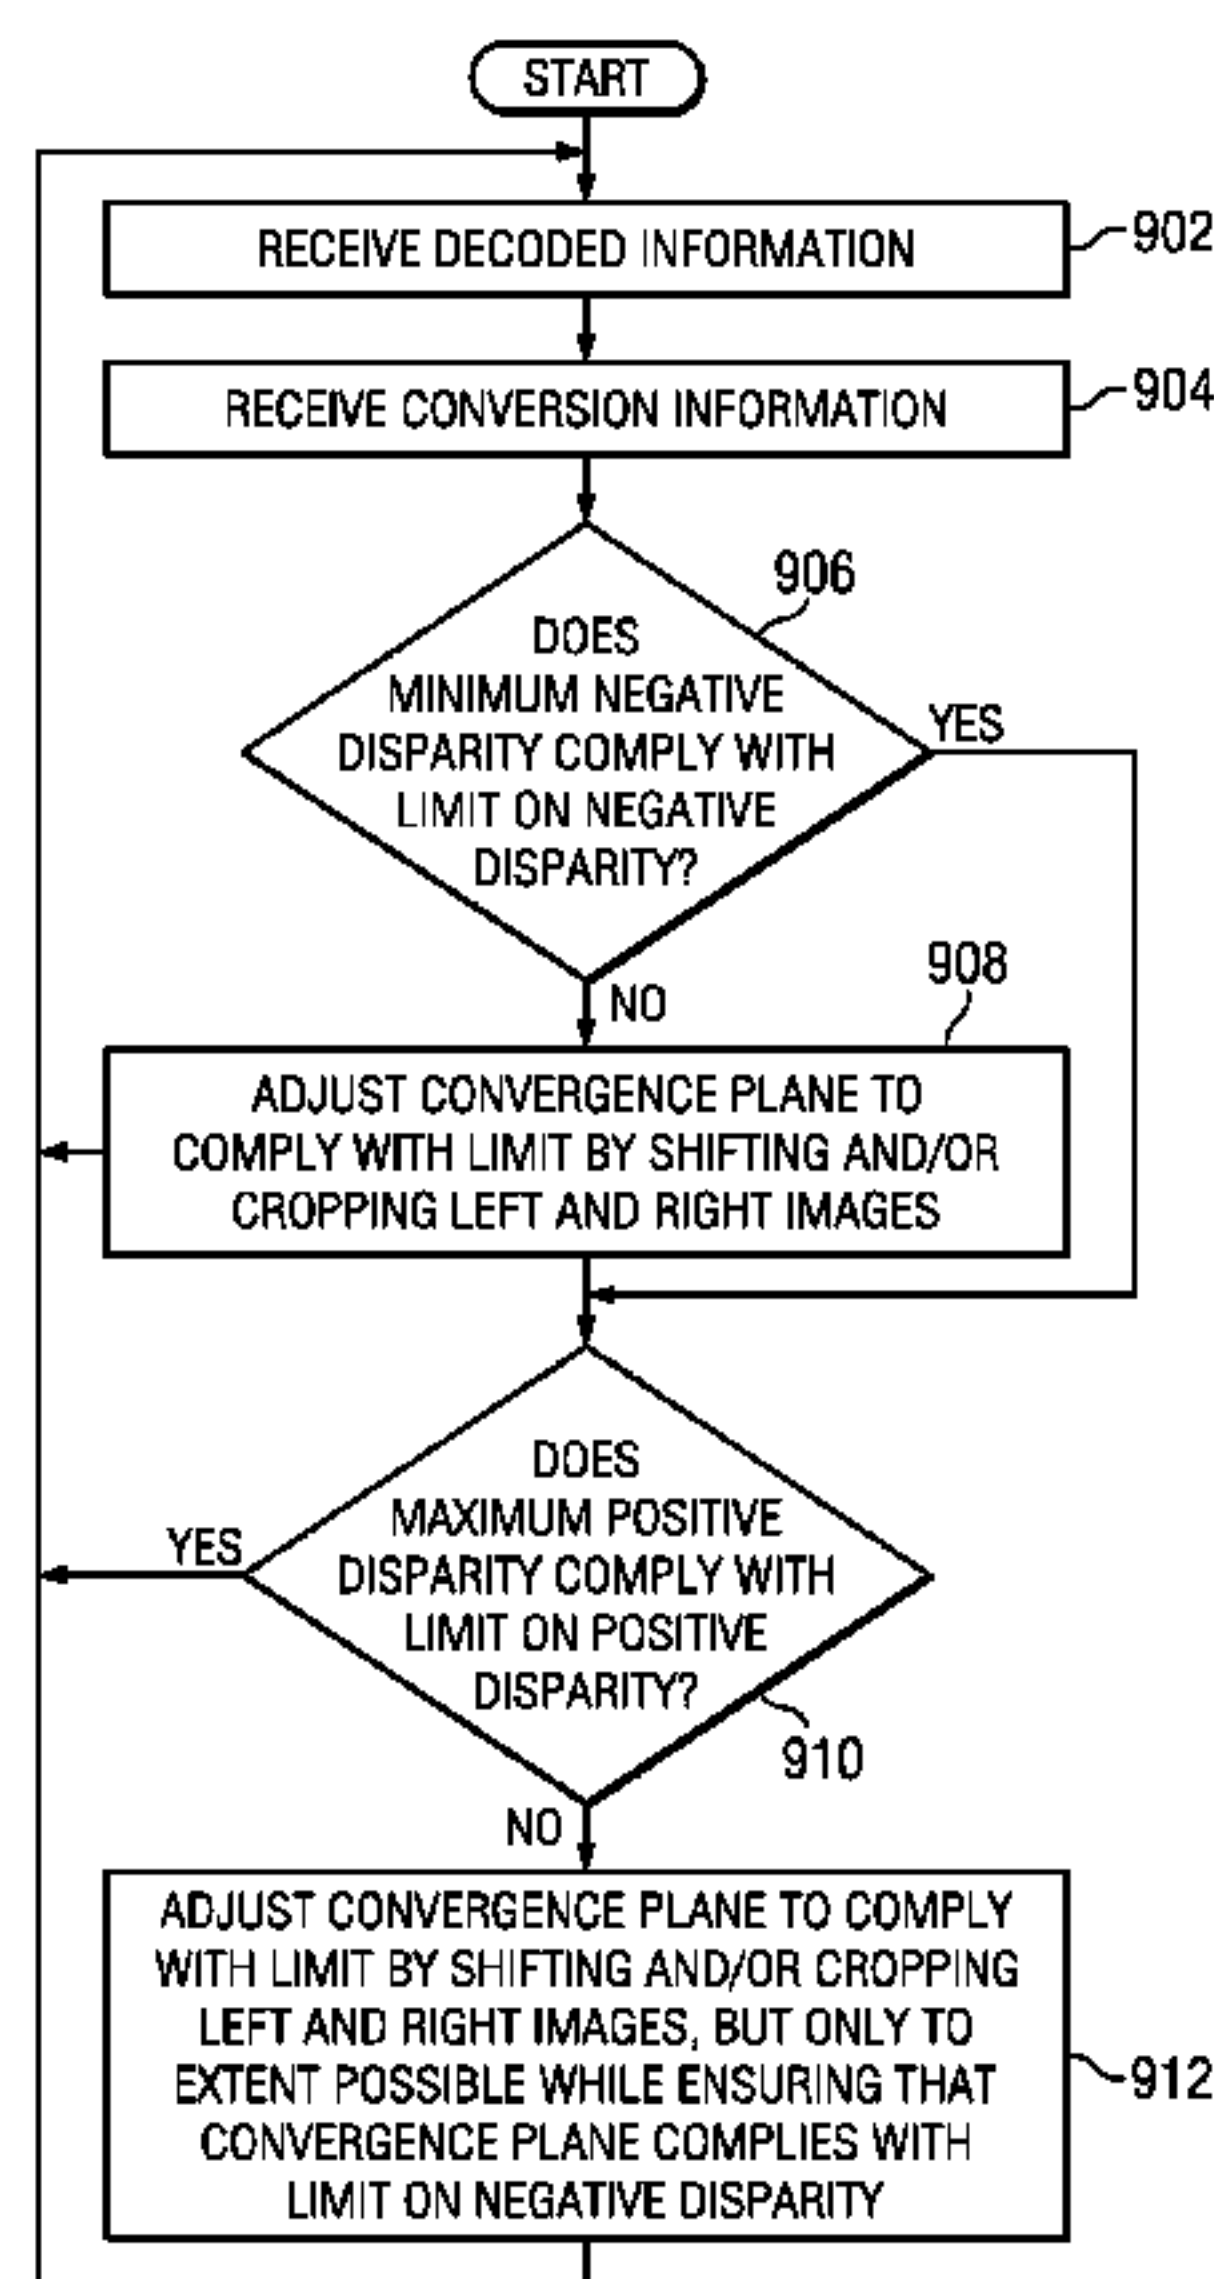 START
RECEIVE DECODED INFORMATION
902
RECEIVE CONVERSION INFORMATION
904
906
DOES
MINIMUM NEGATIVE
DISPARITY COMPLY WITH
LIMIT ON NEGATIVE
DISPARITY?
YES
NO
908
ADJUST CONVERGENCE PLANE TO
COMPLY WITH LIMIT BY SHIFTING AND/OR
CROPPING LEFT AND RIGHT IMAGES
DOES
MAXIMUM POSITIVE
DISPARITY COMPLY WITH
LIMIT ON POSITIVE
DISPARITY?
YES
910
NO
ADJUST CONVERGENCE PLANE TO COMPLY
WITH LIMIT BY SHIFTING AND/OR CROPPING
LEFT AND RIGHT IMAGES, BUT ONLY TO
EXTENT POSSIBLE WHILE ENSURING THAT
CONVERGENCE PLANE COMPLIES WITH
LIMIT ON NEGATIVE DISPARITY
912